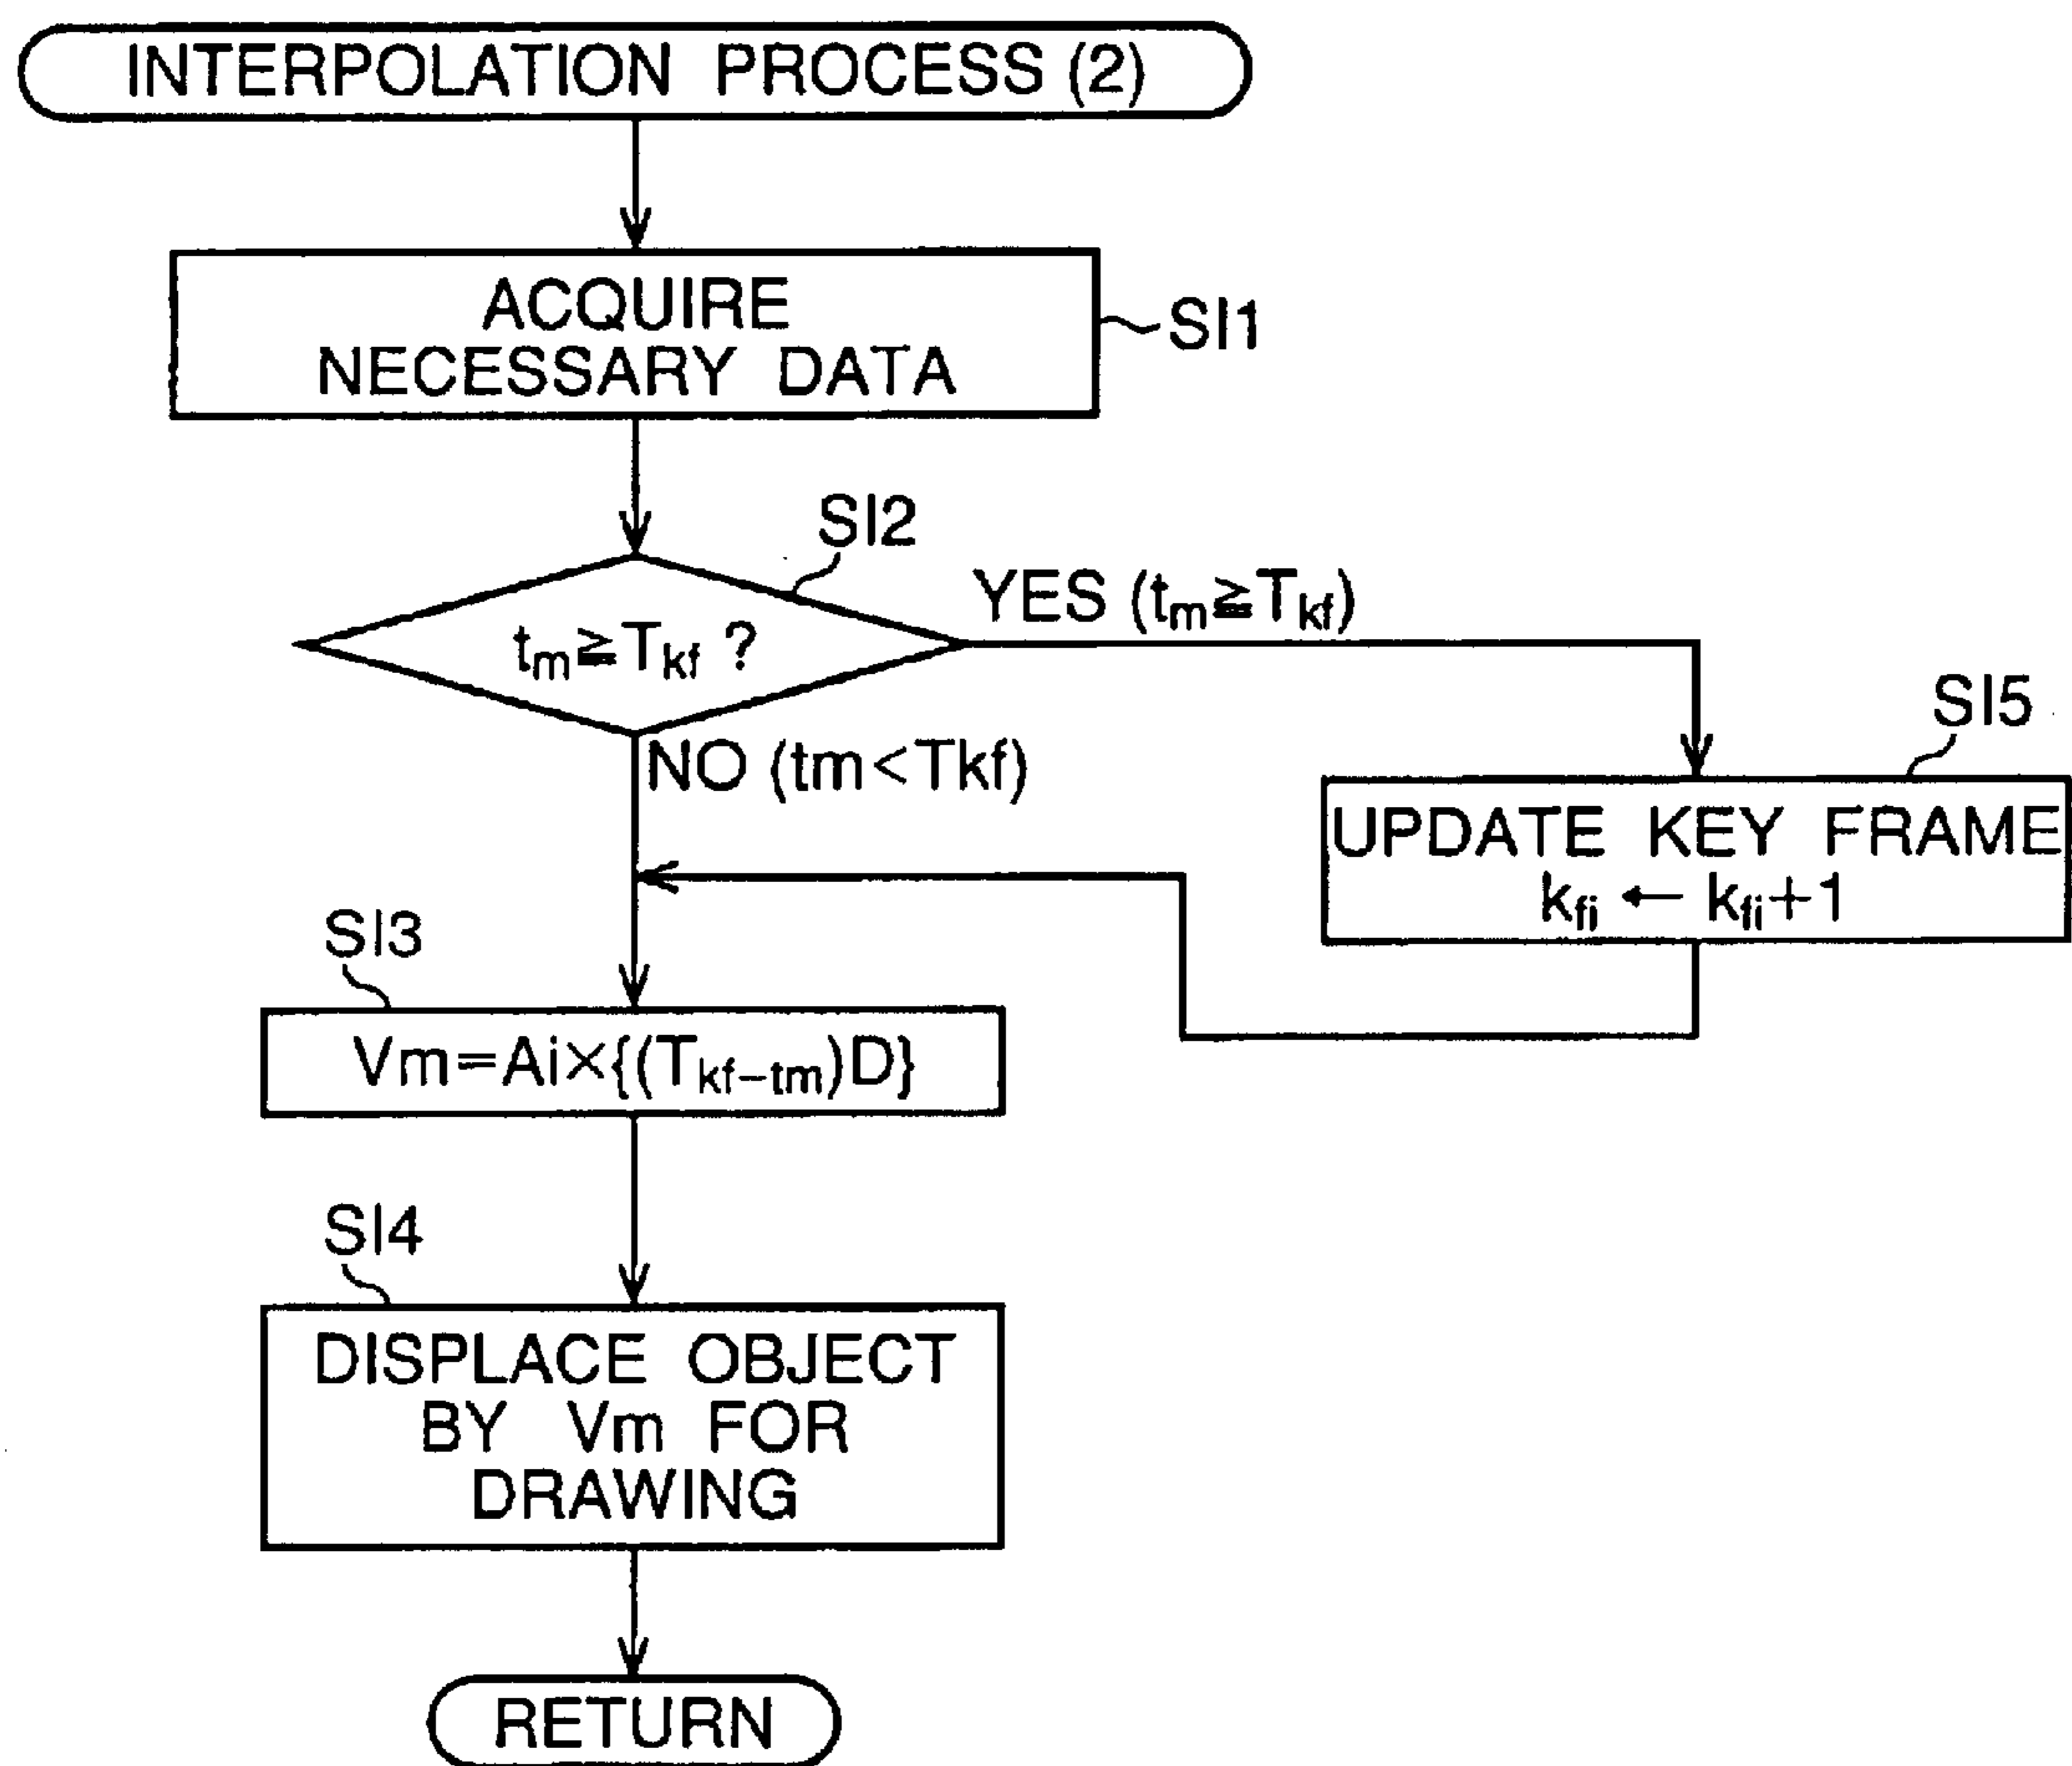 INTERPOLATION PROCESS (2)
ACQUIRE
NECESSARY DATA
SI1
SI2
tm≧Tkf ?
YES (tm≧Tkf)
NO (tm<Tkf)
SI5
UPDATE KEY FRAME
kfi ← kfi+1
SI3
Vm=Ai×{(Tkf-tm)D}
SI4
DISPLACE OBJECT
BY Vm FOR
DRAWING
RETURN